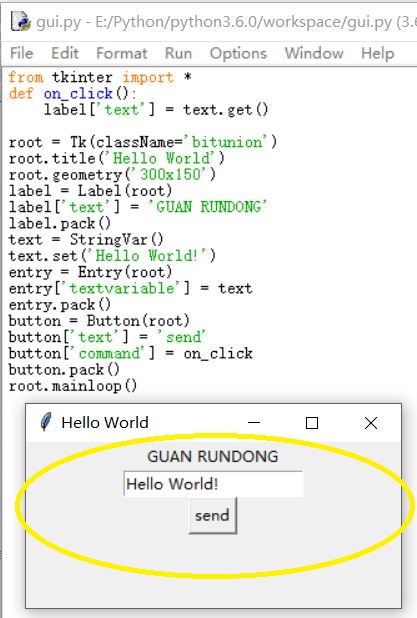 gui.py - E:/Python/python3.6.0/workspace/gui.py (3.6
File Edit Format Run Options Window Help
from tkinter import *
def on_click():
    label['text'] = text.get()

root = Tk(className='bitunion')
root.title('Hello World')
root.geometry('300x150')
label = Label(root)
label['text'] = 'GUAN RUNDONG'
label.pack()
text = StringVar()
text.set('Hello World!')
entry = Entry(root)
entry['textvariable'] = text
entry.pack()
button = Button(root)
button['text'] = 'send'
button['command'] = on_click
button.pack()
root.mainloop()
Hello World
GUAN RUNDONG
Hello World!
send